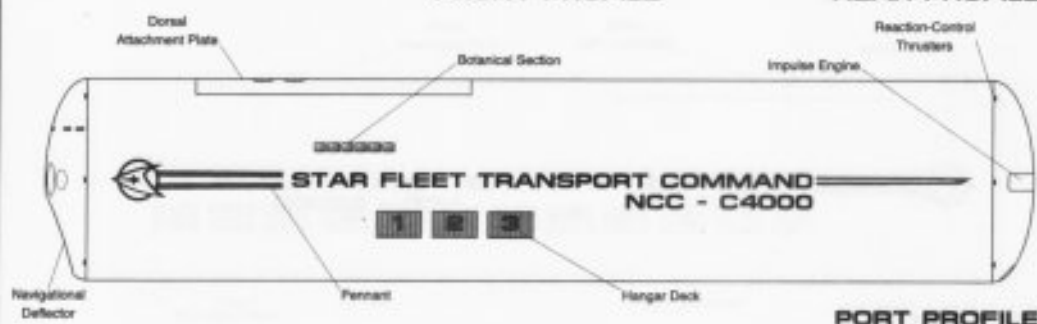 Dorsal
Attachment Plate
Botanical Section
Impulse Engine
Reaction-Control
Thrusters
STAR FLEET TRANSPORT COMMAND
NCC - C4000
1 2 3
Navigational
Deflector
Pennant
Hangar Deck
PORT PROFILE